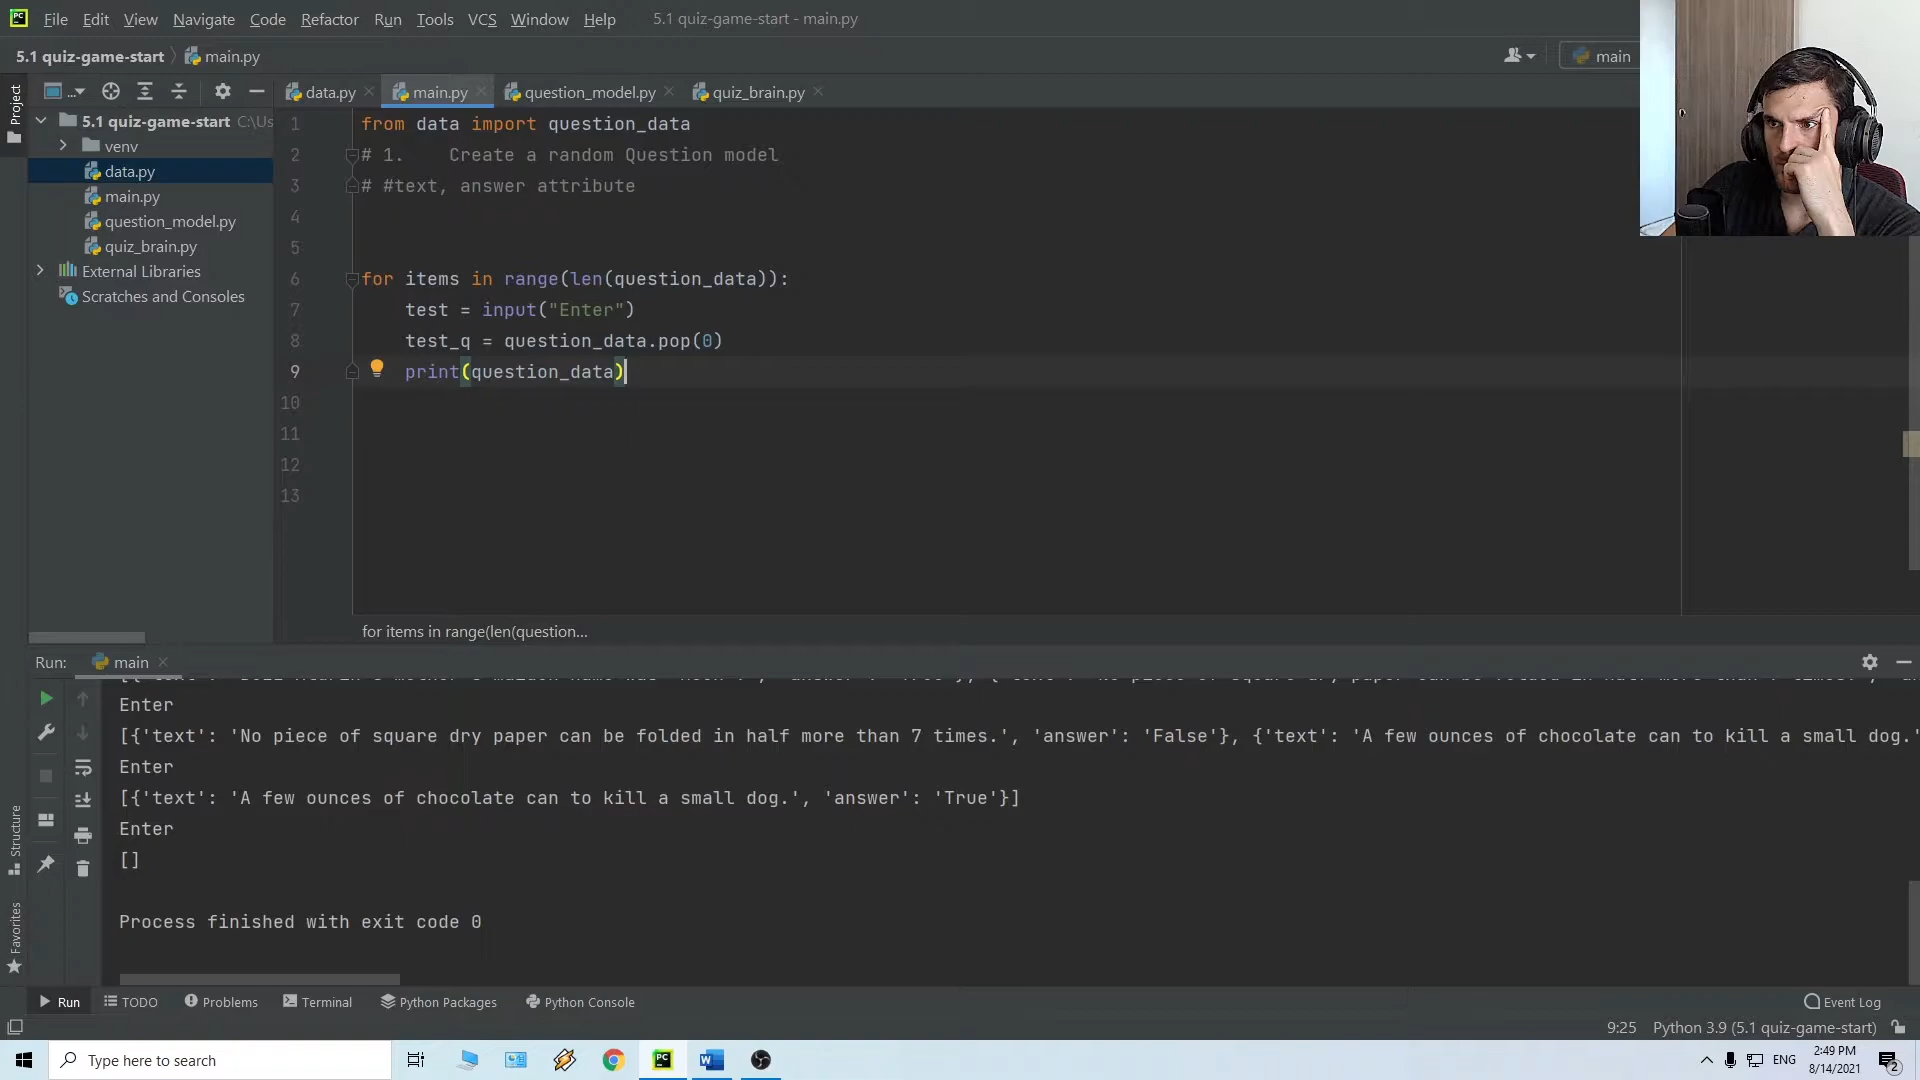 File Edit View Navigate Code Refactor Run Tools VCS Window Help 5.1 quiz-game-start - main.py
5.1 quiz-game-start main.py main
Project
... data.py main.py question_model.py quiz_brain.py
5.1 quiz-game-start C:\Us
venv
data.py
main.py
question_model.py
quiz_brain.py
External Libraries
Scratches and Consoles
1 from data import question_data
2 # 1. Create a random Question model
3 # #text, answer attribute
4
5
6 for items in range(len(question_data)):
7 test = input("Enter")
8 test_q = question_data.pop(0)
9 print(question_data)
10
11
12
13
for items in range(len(question...
Run: main
Enter
[{'text': 'No piece of square dry paper can be folded in half more than 7 times.', 'answer': 'False'}, {'text': 'A few ounces of chocolate can to kill a small dog.'
Enter
[{'text': 'A few ounces of chocolate can to kill a small dog.', 'answer': 'True'}]
Enter
[]
Process finished with exit code 0
Structure
Favorites
Run TODO Problems Terminal Python Packages Python Console Event Log
9:25 Python 3.9 (5.1 quiz-game-start)
Type here to search
ENG
2:49 PM
8/14/2021
2